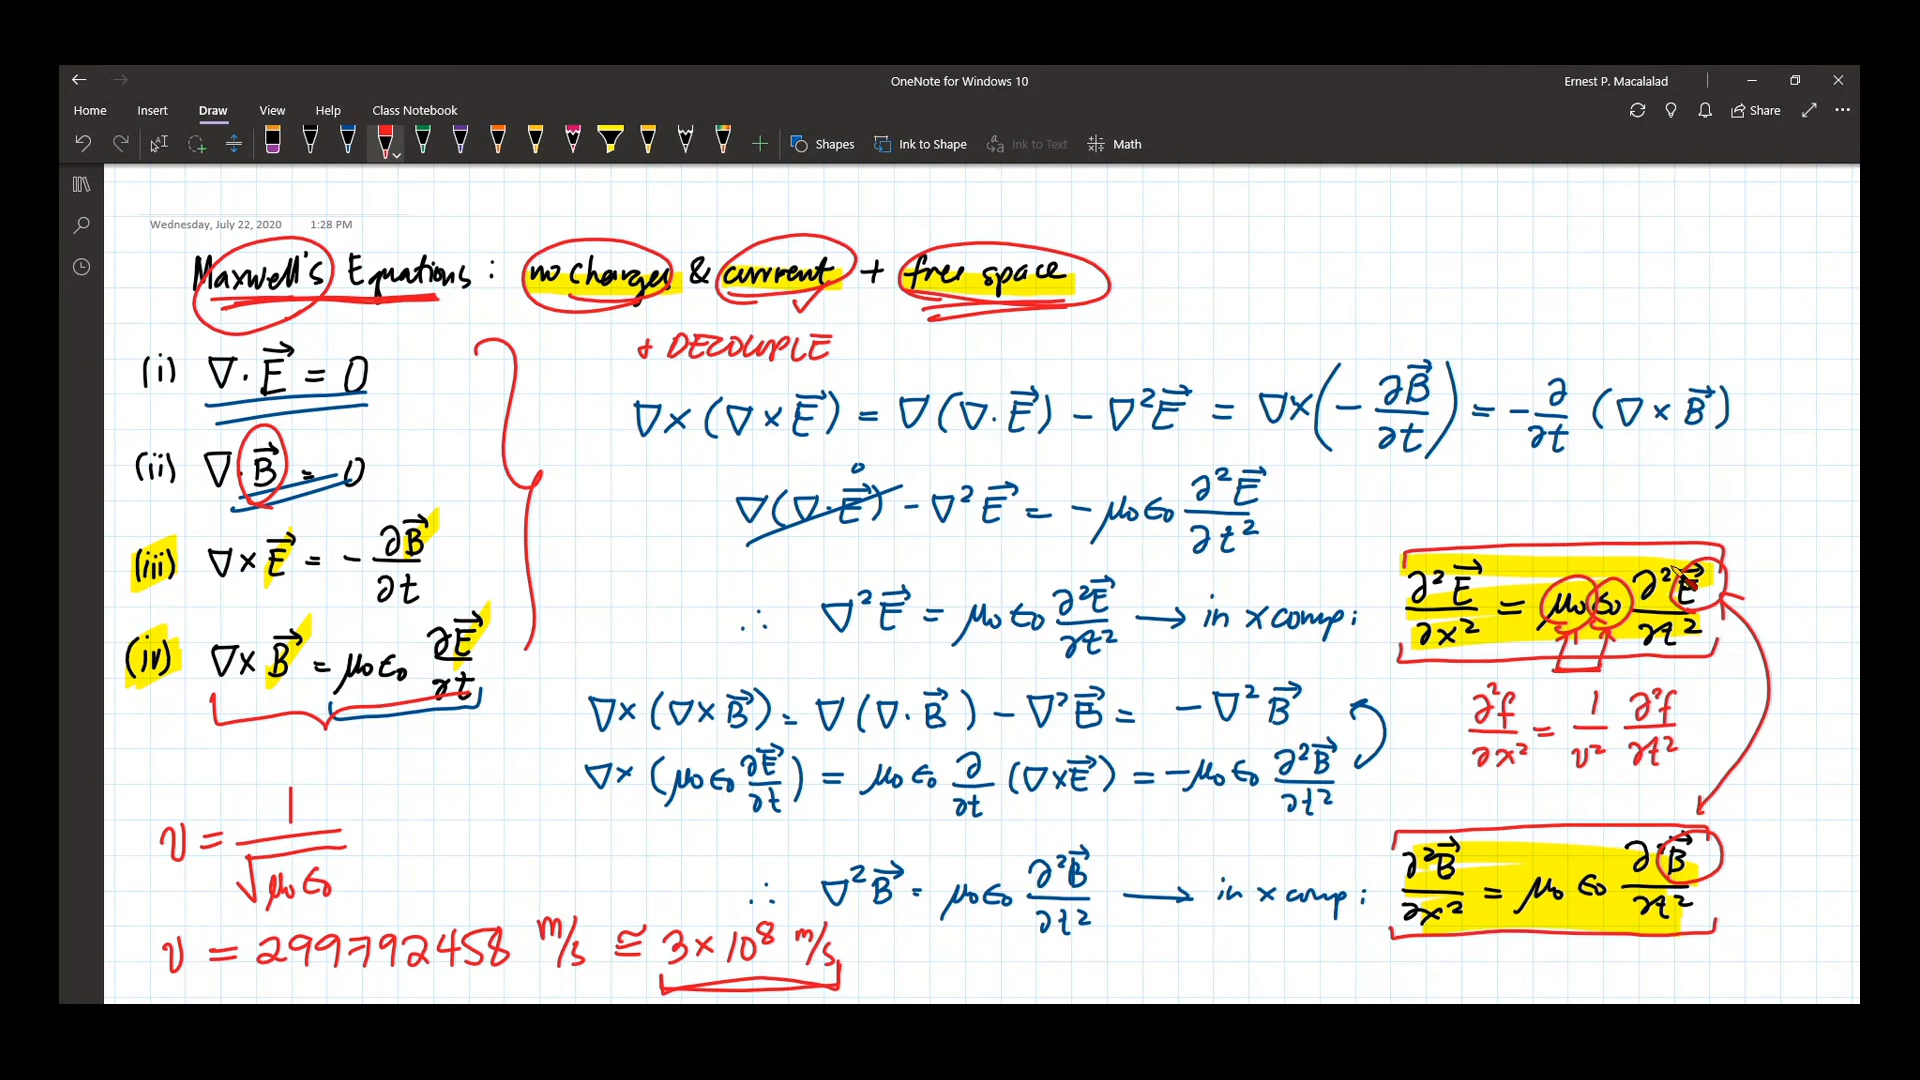 OneNote for Windows 10
Ernest P. Macalalad
Home Insert Draw View Help Class Notebook
Share
Shapes Ink to Shape Ink to Text Math
Wednesday, July 22, 2020 1:28 PM
Maxwell's Equations : no charges & current + free space
+ DECOUPLE
(i) ∇·E⃗ = 0
(ii) ∇·B⃗ = 0
(iii) ∇×E⃗ = -∂B⃗/∂t
(iv) ∇×B⃗ = μ₀ε₀ ∂E⃗/∂t
v = 1/√μ₀ε₀
v = 299792458 m/s ≅ 3×10⁸ m/s
∇×(∇×E⃗) = ∇(∇·E⃗) - ∇²E⃗ = ∇×(-∂B⃗/∂t) = -∂/∂t (∇×B⃗)
0
∇(∇·E⃗) - ∇²E⃗ = -μ₀ε₀ ∂²E⃗/∂t²
∴ ∇²E⃗ = μ₀ε₀ ∂²E⃗/∂t² → in x comp: ∂²E⃗/∂x² = μ₀ε₀ ∂²E⃗/∂t²
∂²f/∂x² = 1/v² ∂²f/∂t²
∇×(∇×B⃗) = ∇(∇·B⃗) - ∇²B⃗ = -∇²B⃗
∇×(μ₀ε₀ ∂E⃗/∂t) = μ₀ε₀ ∂/∂t (∇×E⃗) = -μ₀ε₀ ∂²B⃗/∂t²
∴ ∇²B⃗ = μ₀ε₀ ∂²B⃗/∂t² → in x comp: ∂²B⃗/∂x² = μ₀ε₀ ∂²B⃗/∂t²